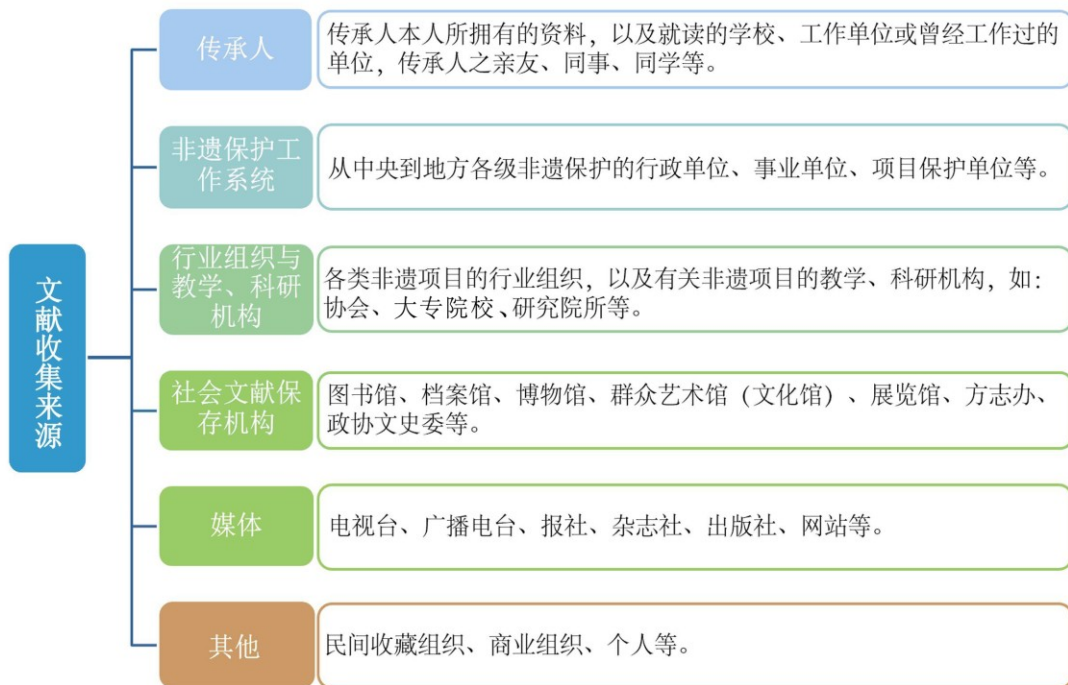 文献收集来源
传承人
传承人本人所拥有的资料，以及就读的学校、工作单位或曾经工作过的
单位，传承人之亲友、同事、同学等。
非遗保护工
作系统
从中央到地方各级非遗保护的行政单位、事业单位、项目保护单位等。
行业组织与
教学、科研
机构
各类非遗项目的行业组织，以及有关非遗项目的教学、科研机构，如：
协会、大专院校、研究院所等。
社会文献保
存机构
图书馆、档案馆、博物馆、群众艺术馆（文化馆）、展览馆、方志办、
政协文史委等。
媒体
电视台、广播电台、报社、杂志社、出版社、网站等。
其他
民间收藏组织、商业组织、个人等。